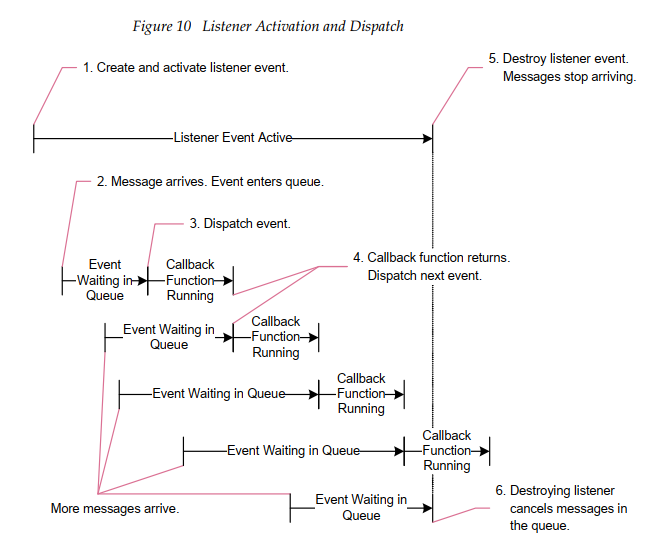 Figure 10 Listener Activation and Dispatch
1. Create and activate listener event.
5. Destroy listener event.
Messages stop arriving.
Listener Event Active
2. Message arrives. Event enters queue.
3. Dispatch event.
4. Callback function returns.
Dispatch next event.
Event
Waiting in
Queue
Callback
Function
Running
Event Waiting in
Queue
Callback
Function
Running
Event Waiting in Queue
Callback
Function
Running
Event Waiting in Queue
Callback
Function
Running
More messages arrive.
Event Waiting in
Queue
6. Destroying listener
cancels messages in
the queue.